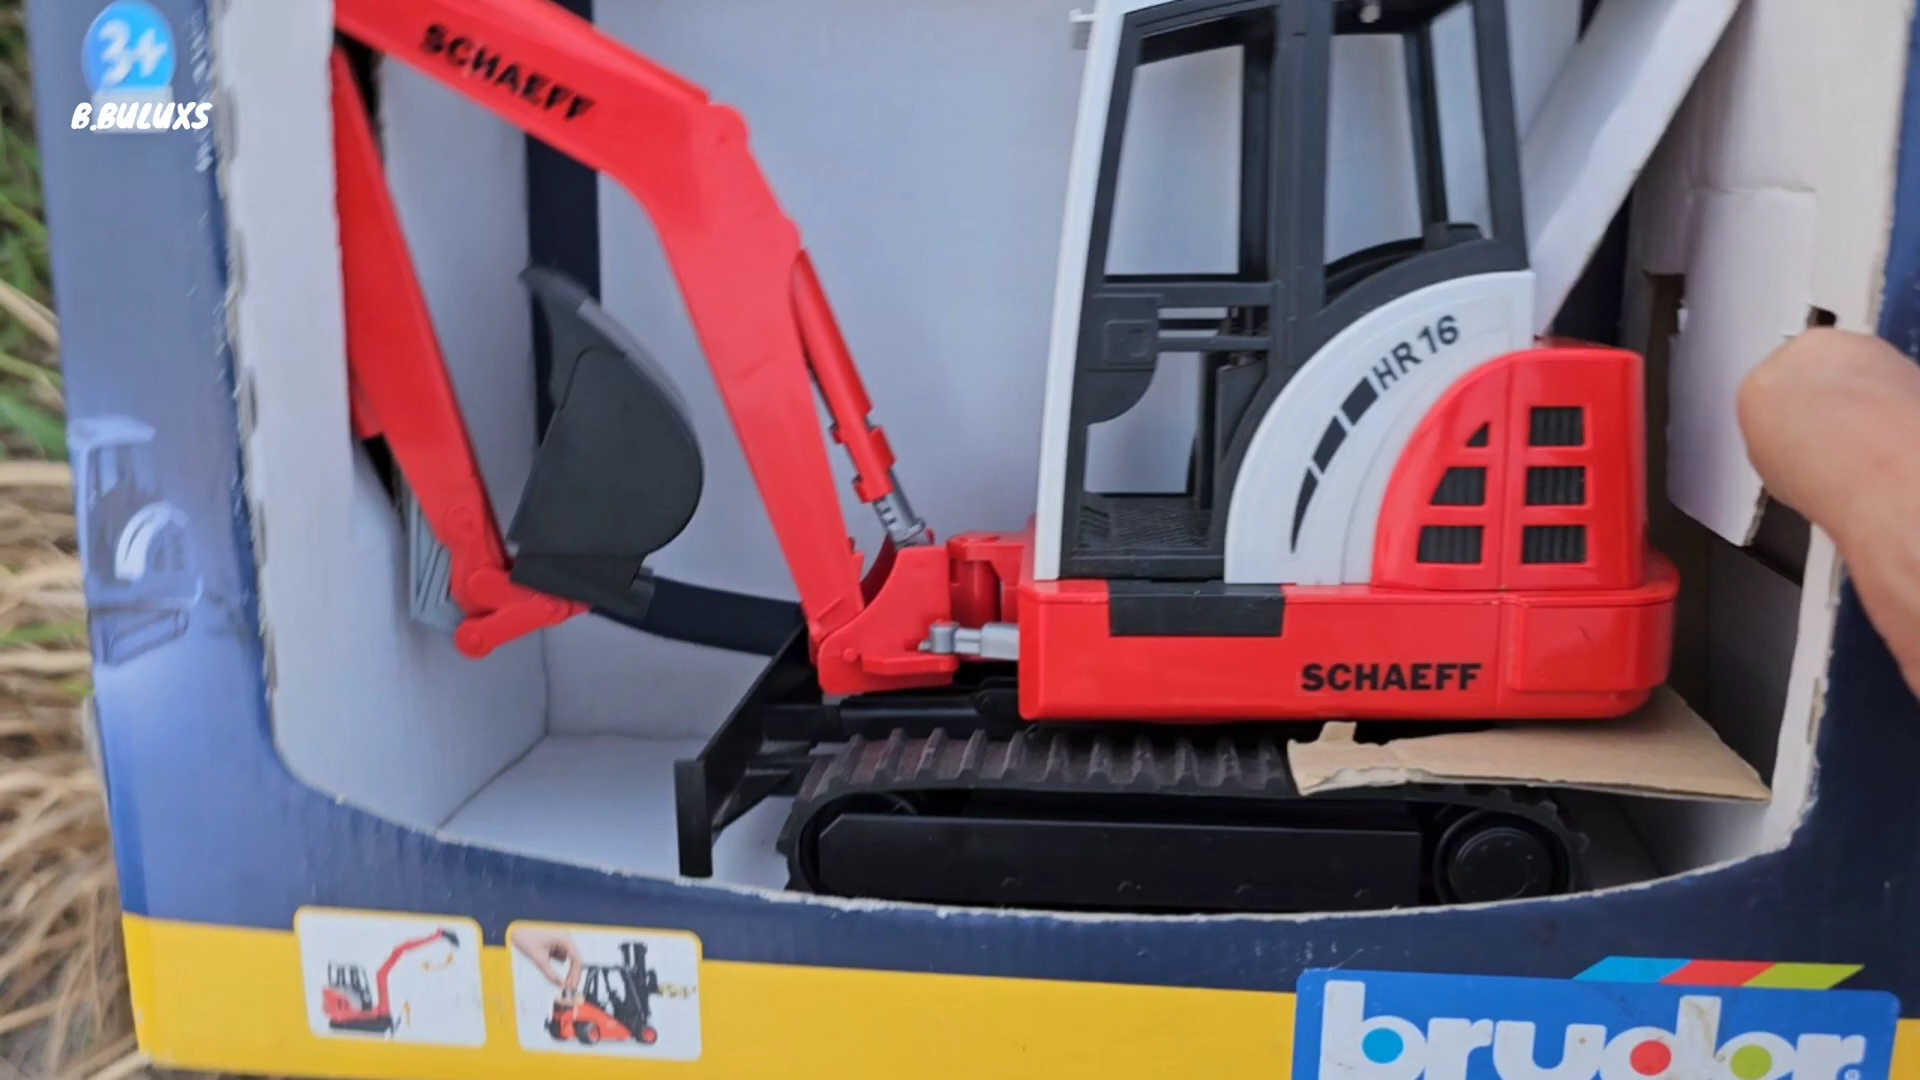 3+
B.BULUXS
SCHAEFF
HR 16
SCHAEFF
bruder